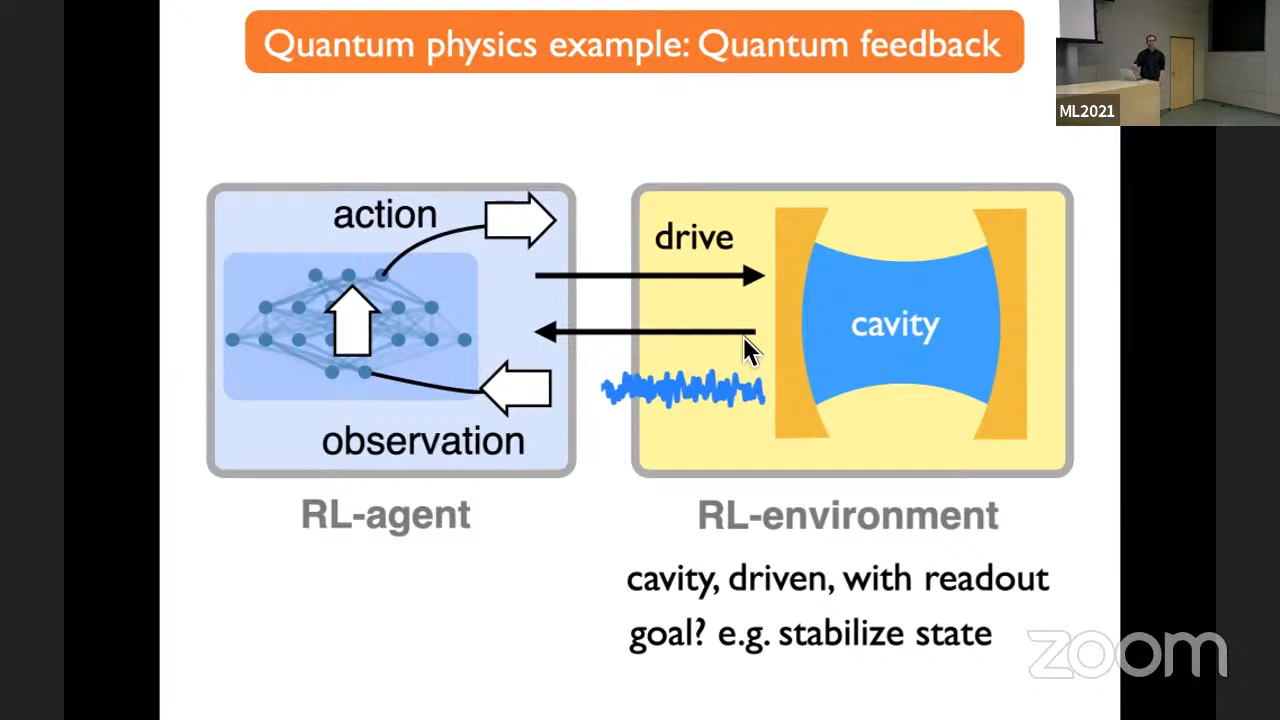 Quantum physics example: Quantum feedback
ML2021
action
observation
RL-agent
drive
cavity
RL-environment
cavity, driven, with readout
goal? e.g. stabilize state
zoom